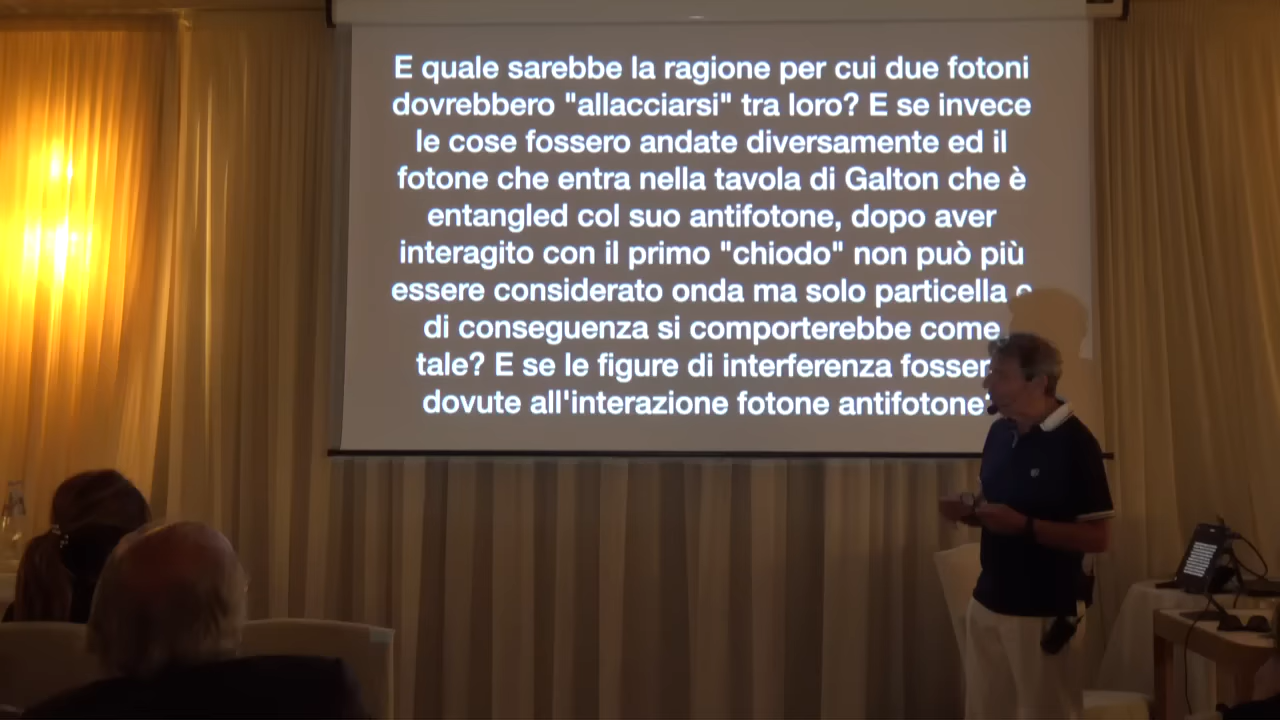 E quale sarebbe la ragione per cui due fotoni
dovrebbero "allacciarsi" tra loro? E se invece
le cose fossero andate diversamente ed il
fotone che entra nella tavola di Galton che è
entangled col suo antifotone, dopo aver
interagito con il primo "chiodo" non può più
essere considerato onda ma solo particella e
di conseguenza si comporterebbe come
tale? E se le figure di interferenza fosser
dovute all'interazione fotone antifotone?